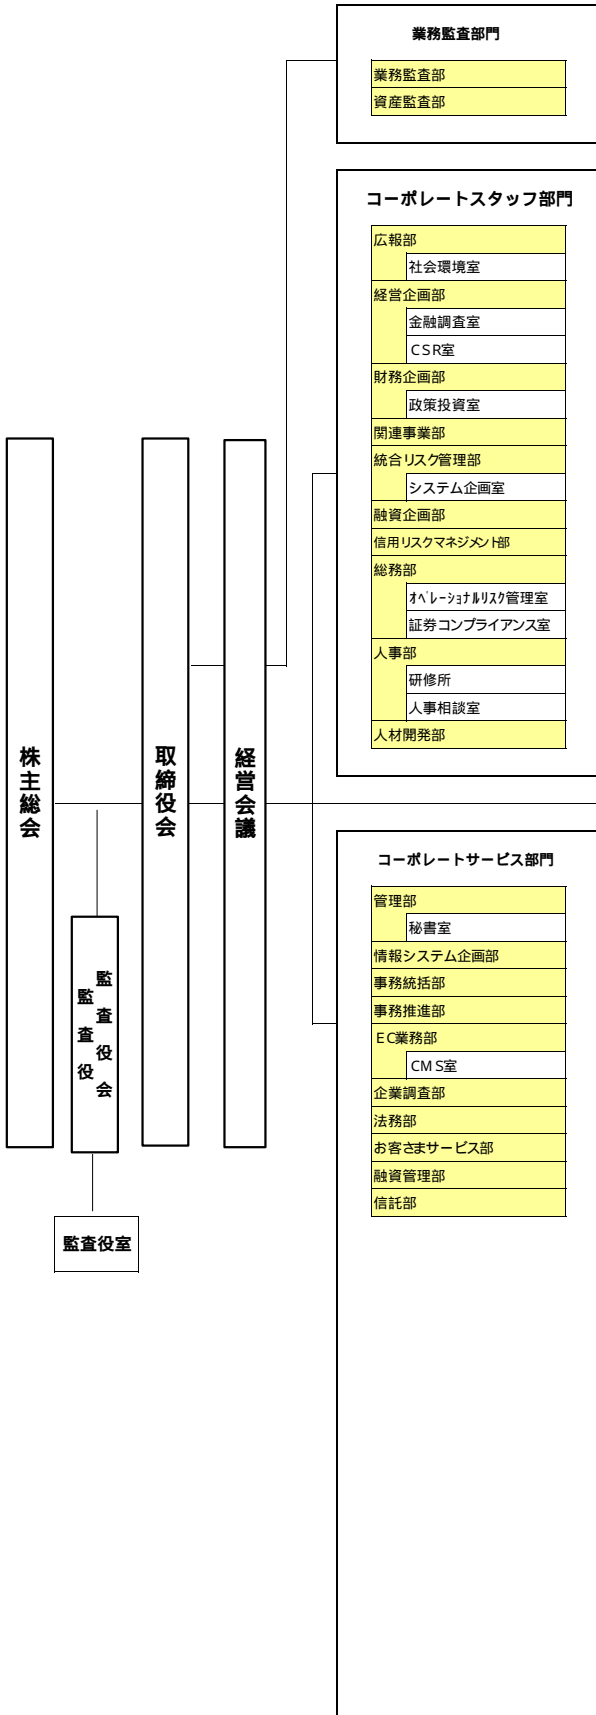 業務監査部門
業務監査部
資産監査部
コーポレートスタッフ部門
広報部
社会環境室
経営企画部
金融調査室
CSR室
財務企画部
政策投資室
関連事業部
統合リスク管理部
システム企画室
融資企画部
信用リスクマネジメント部
総務部
ｵﾍﾟﾚｰｼｮﾅﾙﾘｽｸ管理室
証券コンプライアンス室
人事部
研修所
人事相談室
人材開発部
株主総会
取締役会
経営会議
監査役会
監査役
監査役室
コーポレートサービス部門
管理部
秘書室
情報システム企画部
事務統括部
事務推進部
EC業務部
CMS室
企業調査部
法務部
お客さまサービス部
融資管理部
信託部